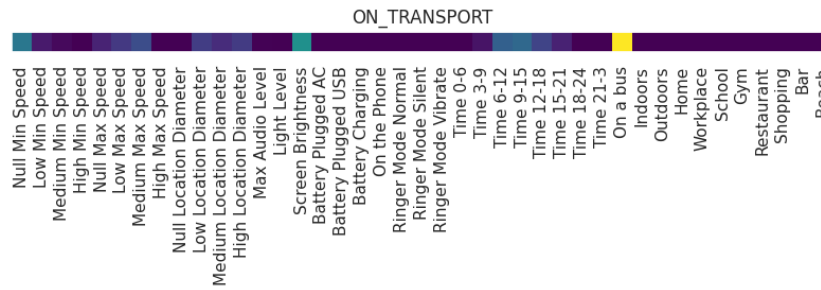 ON_TRANSPORT
Null Min Speed
Low Min Speed
Medium Min Speed
High Min Speed
Null Max Speed
Low Max Speed
Medium Max Speed
High Max Speed
Null Location Diameter
Low Location Diameter
Medium Location Diameter
High Location Diameter
Max Audio Level
Light Level
Screen Brightness
Battery Plugged AC
Battery Plugged USB
Battery Charging
On the Phone
Ringer Mode Normal
Ringer Mode Silent
Ringer Mode Vibrate
Time 0-6
Time 3-9
Time 6-12
Time 9-15
Time 12-18
Time 15-21
Time 18-24
Time 21-3
On a bus
Indoors
Outdoors
Home
Workplace
School
Gym
Restaurant
Shopping
Bar